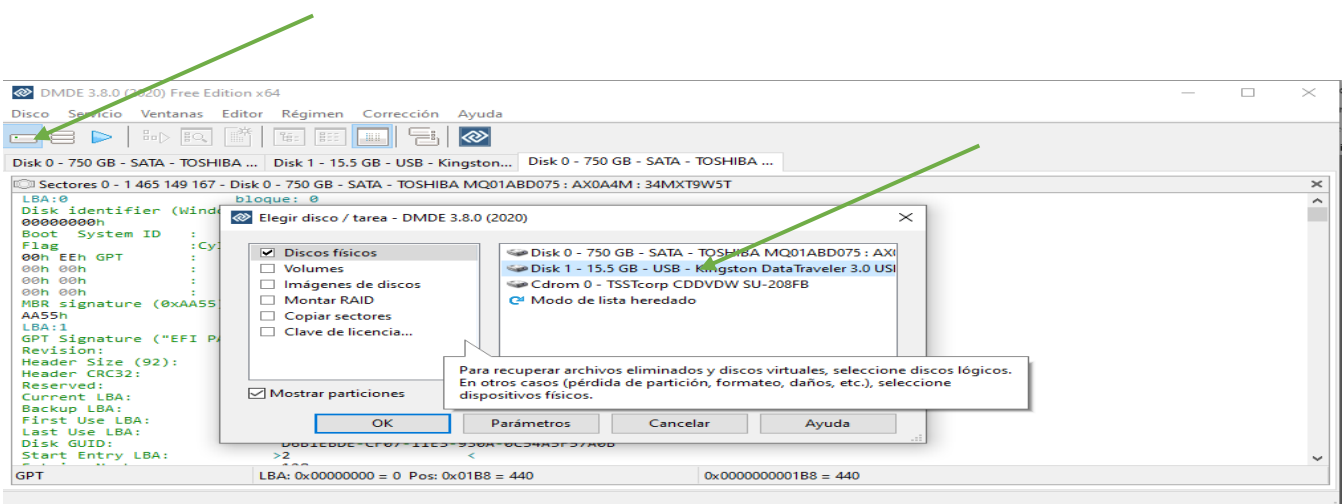 DMDE 3.8.0 (2020) Free Edition x64
Disco Servicio Ventanas Editor Régimen Corrección Ayuda
Disk 0 - 750 GB - SATA - TOSHIBA ... Disk 1 - 15.5 GB - USB - Kingston... Disk 0 - 750 GB - SATA - TOSHIBA ...
Sectores 0 - 1 465 149 167 - Disk 0 - 750 GB - SATA - TOSHIBA MQ01ABD075 : AX0A4M : 34MXT9W5T
LBA:0 bloque: 0
Disk identifier (Windo
00000000h
Boot System ID :
Flag :Cyl
00h EEh GPT :
00h 00h :
00h 00h :
00h 00h :
MBR signature (0xAA55
AA55h
LBA:1
GPT Signature ("EFI PA
Revision:
Header Size (92):
Header CRC32:
Reserved:
Current LBA:
Backup LBA:
First Use LBA:
Last Use LBA:
Disk GUID:
Start Entry LBA: >2 <
Elegir disco / tarea - DMDE 3.8.0 (2020)
Discos físicos
Volumes
Imágenes de discos
Montar RAID
Copiar sectores
Clave de licencia...
Mostrar particiones
Disk 0 - 750 GB - SATA - TOSHIBA MQ01ABD075 : AX(
Disk 1 - 15.5 GB - USB - Kingston DataTraveler 3.0 USI
Cdrom 0 - TSSTcorp CDDVDW SU-208FB
Modo de lista heredado
Para recuperar archivos eliminados y discos virtuales, seleccione discos lógicos.
En otros casos (pérdida de partición, formateo, daños, etc.), seleccione
dispositivos físicos.
OK Parámetros Cancelar Ayuda
GPT LBA: 0x00000000 = 0 Pos: 0x01B8 = 440 0x0000000001B8 = 440